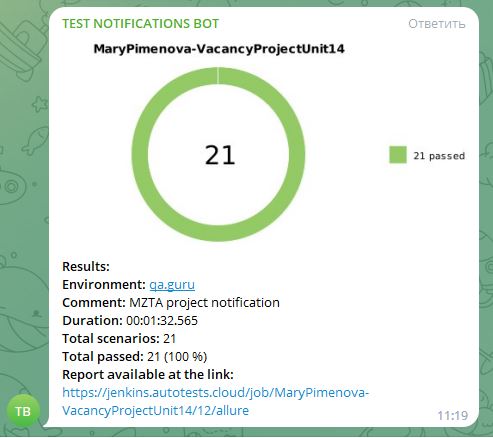 TEST NOTIFICATIONS BOT Ответить
MaryPimenova-VacancyProjectUnit14
21
21 passed
Results:
Environment: qa.guru
Comment: MZTA project notification
Duration: 00:01:32.565
Total scenarios: 21
Total passed: 21 (100 %)
Report available at the link:
https://jenkins.autotests.cloud/job/MaryPimenova-
VacancyProjectUnit14/12/allure
TB
11:19